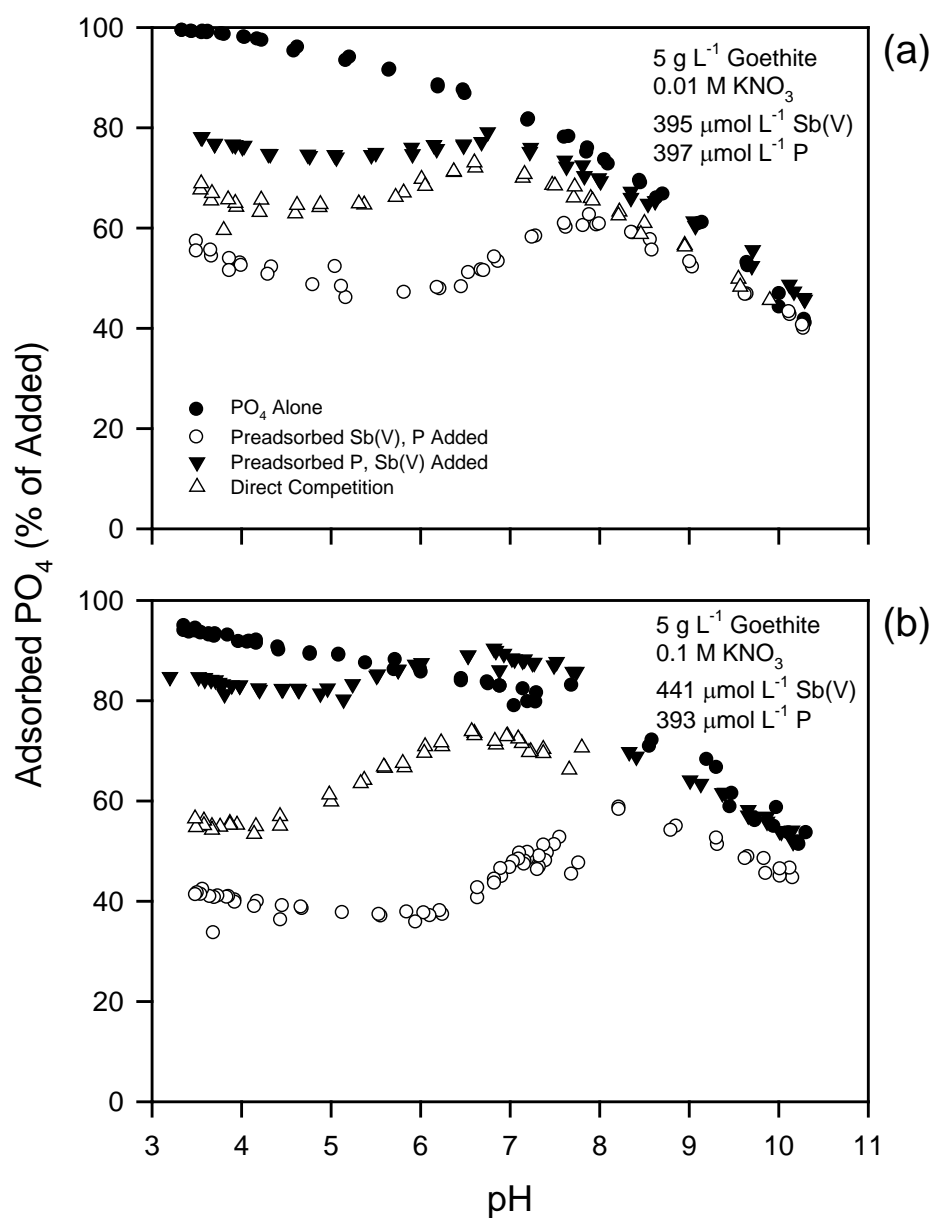 Adsorbed PO₄ (% of Added)
(a)
100
80
60
40
20
0
5 g L⁻¹ Goethite
0.01 M KNO₃
395 μmol L⁻¹ Sb(V)
397 μmol L⁻¹ P
PO₄ Alone
Preadsorbed Sb(V), P Added
Preadsorbed P, Sb(V) Added
Direct Competition
(b)
100
80
60
40
20
0
5 g L⁻¹ Goethite
0.1 M KNO₃
441 μmol L⁻¹ Sb(V)
393 μmol L⁻¹ P
3 4 5 6 7 8 9 10 11
pH